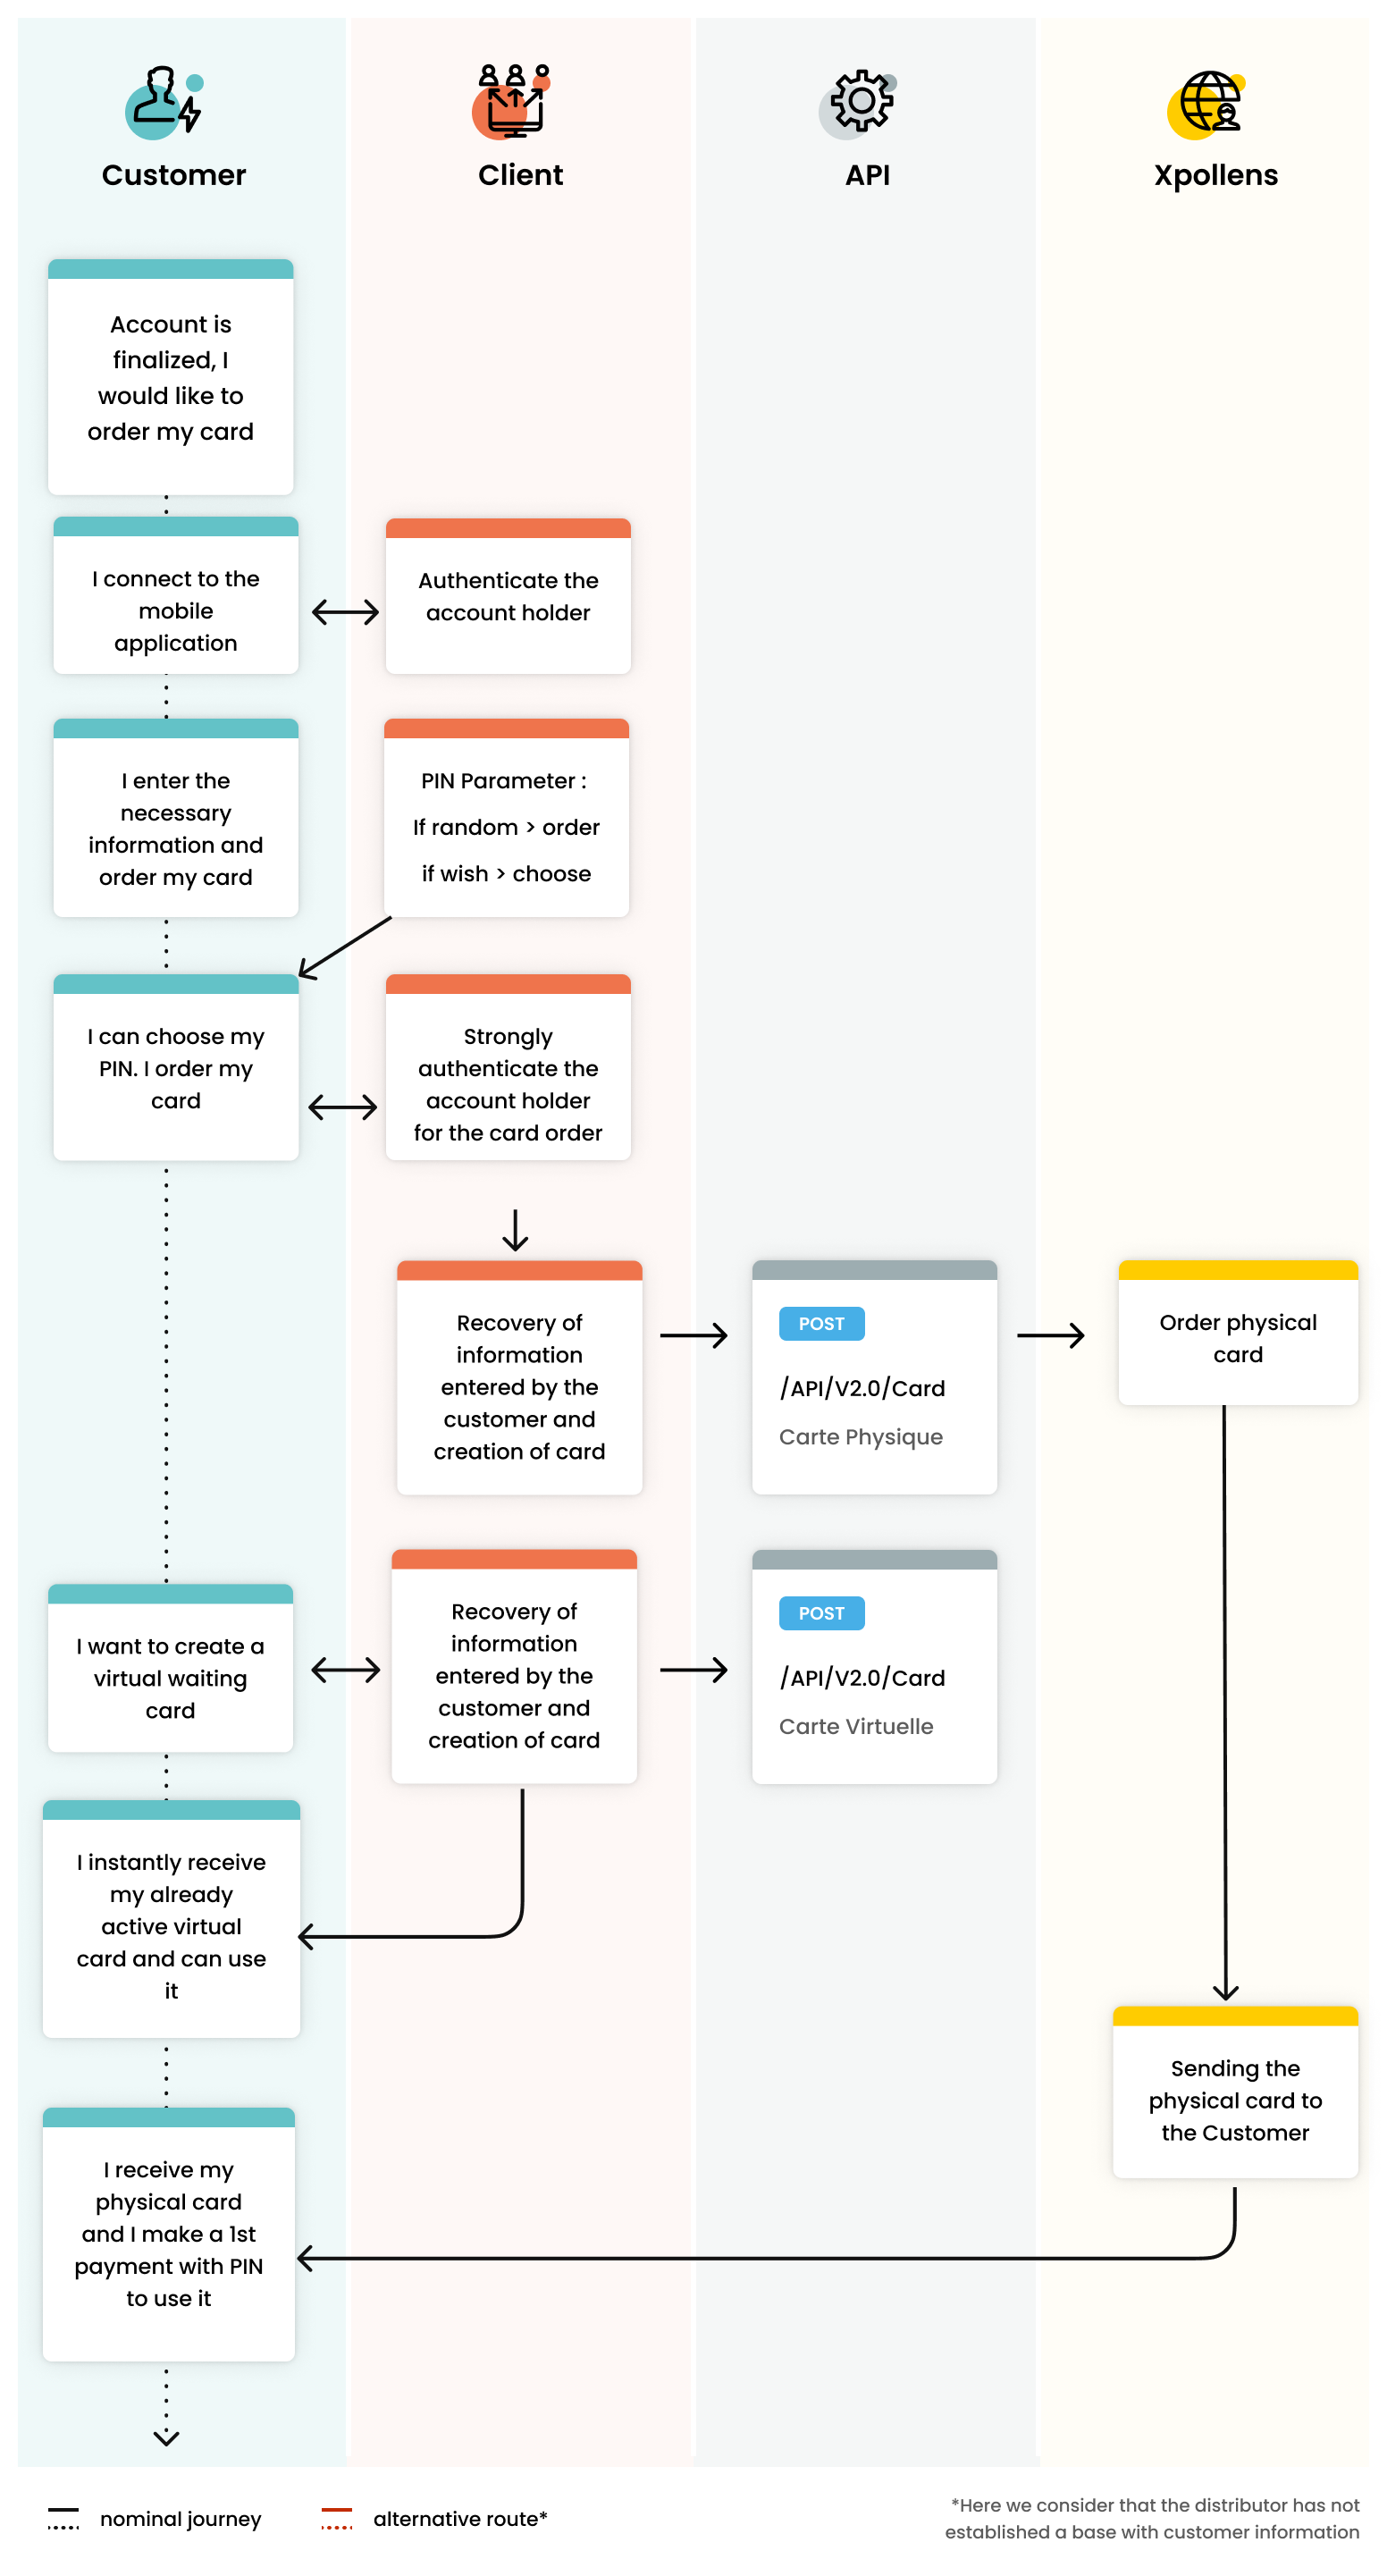 Customer
Client
API
Xpollens
Account is
finalized, I
would like to
order my card
I connect to the
mobile
application
Authenticate the
account holder
I enter the
necessary
information and
order my card
PIN Parameter :
If random > order
if wish > choose
I can choose my
PIN. I order my
card
Strongly
authenticate the
account holder
for the card order
Recovery of
information
entered by the
customer and
creation of card
POST
/API/V2.0/Card
Carte Physique
Order physical
card
I want to create a
virtual waiting
card
Recovery of
information
entered by the
customer and
creation of card
POST
/API/V2.0/Card
Carte Virtuelle
I instantly receive
my already
active virtual
card and can use
it
Sending the
physical card to
the Customer
I receive my
physical card
and I make a 1st
payment with PIN
to use it
nominal journey
alternative route*
*Here we consider that the distributor has not
established a base with customer information